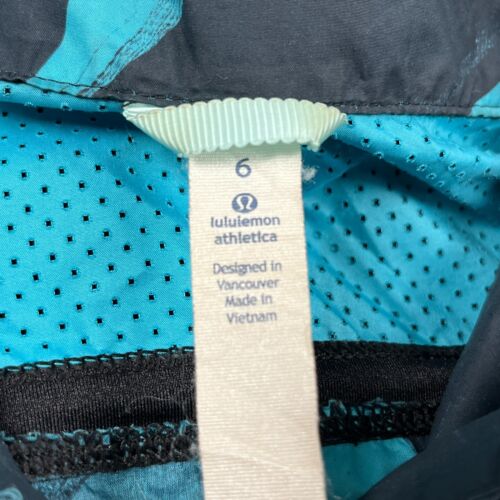 6
lululemon
athletica
Designed in
Vancouver
Made in
Vietnam